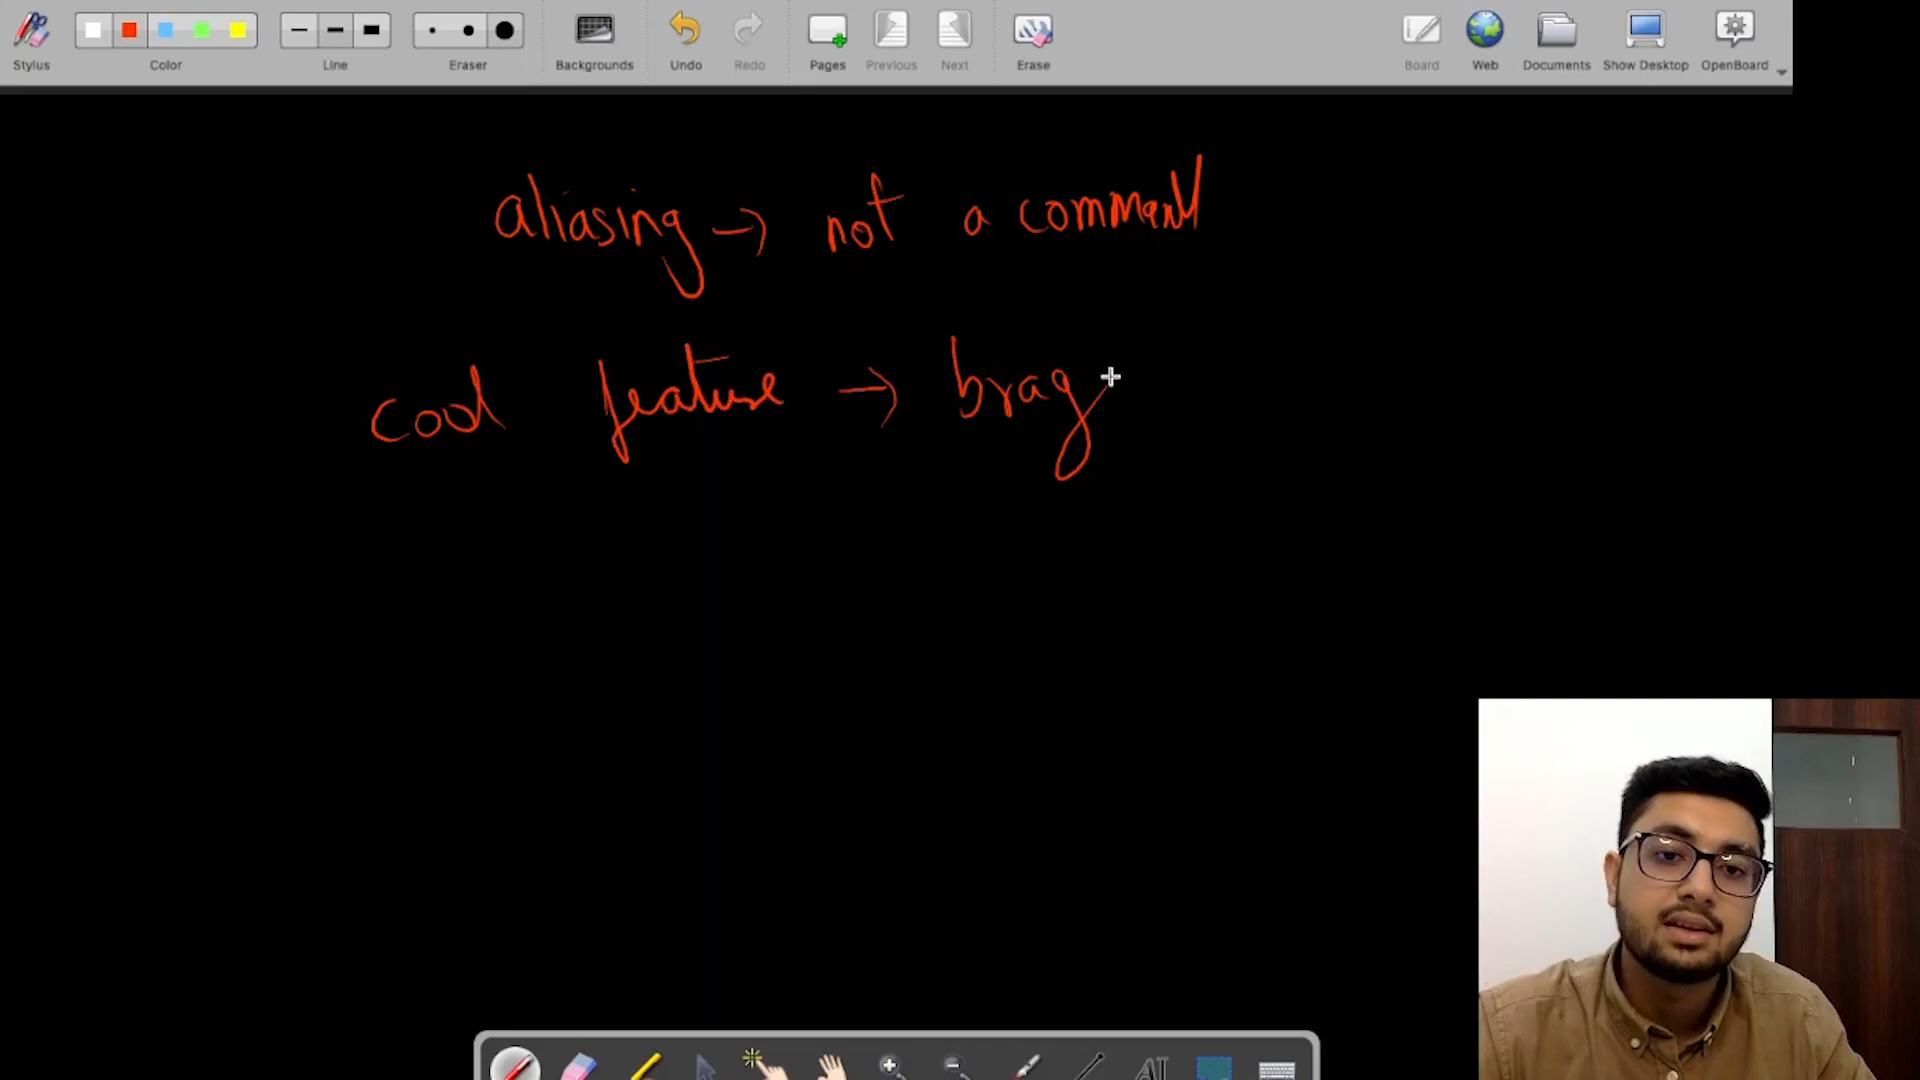 Stylus Color Line Eraser Backgrounds Undo Redo Pages Previous Next Erase Board Web Documents Show Desktop OpenBoard
aliasing → not a command
cool feature → brag
AI